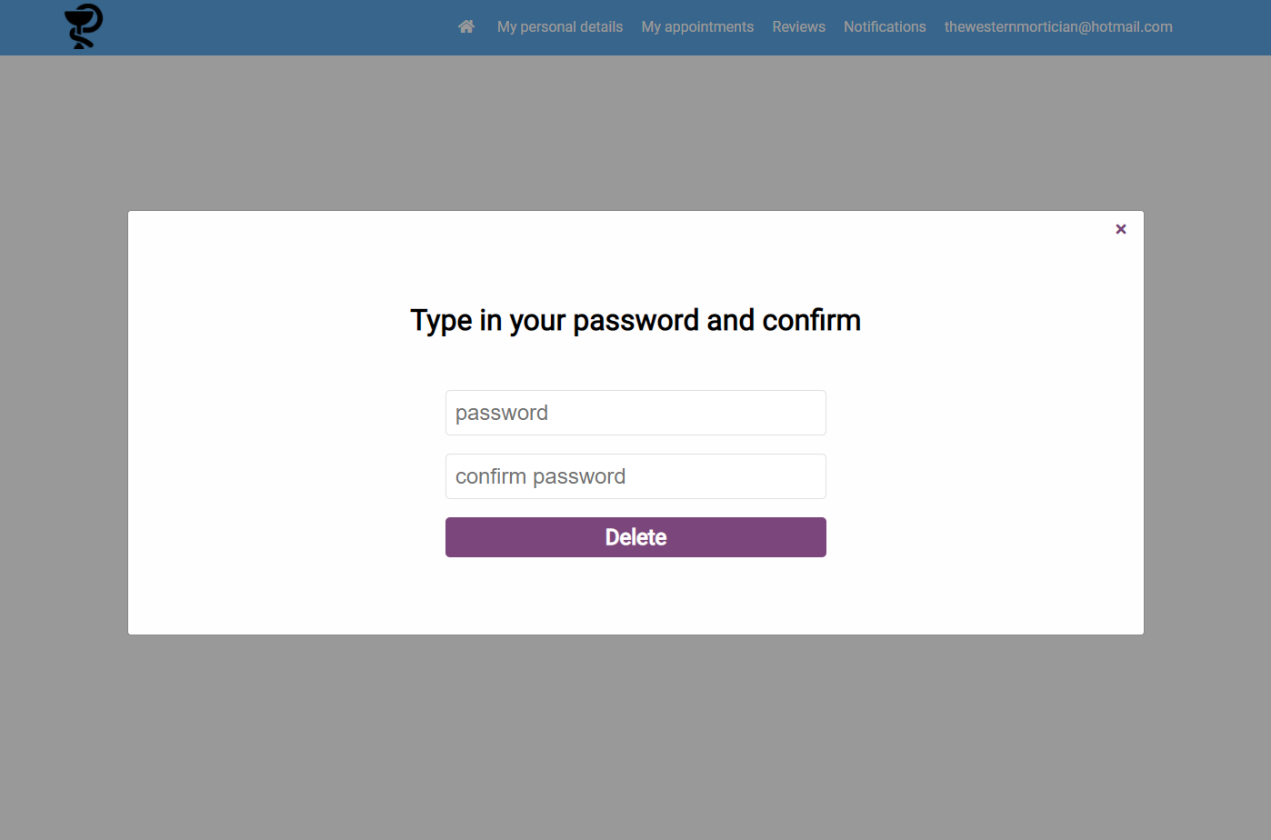 My personal details My appointments Reviews Notifications thewesternmortician@hotmail.com
×
Type in your password and confirm
password
confirm password
Delete